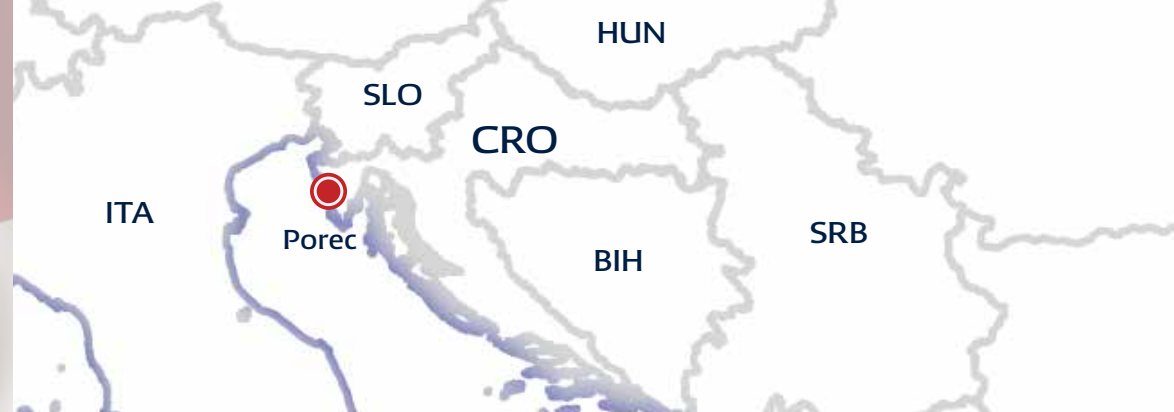 HUN
SLO
CRO
ITA
Porec
SRB
BIH